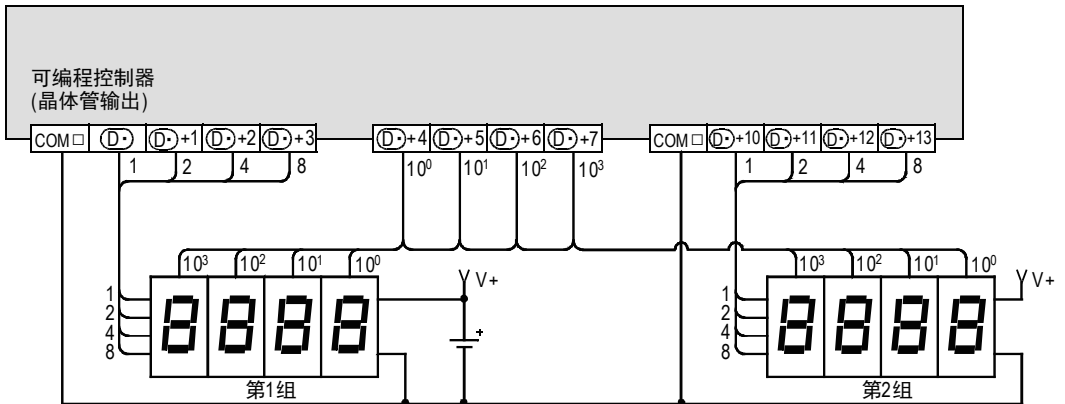 可编程控制器
(晶体管输出)
COM□ D· D·+1 D·+2 D·+3 D·+4 D·+5 D·+6 D·+7 COM□ D·+10 D·+11 D·+12 D·+13
1 2 4 8 10⁰ 10¹ 10² 10³ 1 2 4 8
10³ 10² 10¹ 10⁰ V+ 10³ 10² 10¹ 10⁰ V+
1 8888 1 8888
2 + 2
4 4
8 8
第1组 第2组